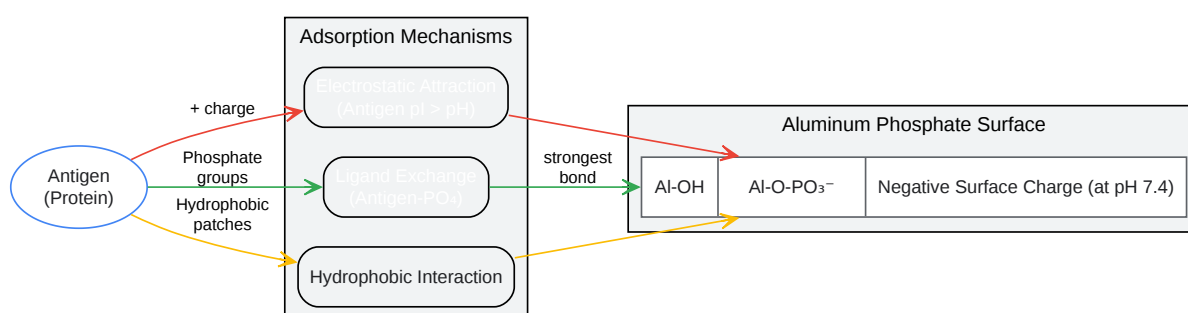 Adsorption Mechanisms
Electrostatic Attraction
(Antigen pI > pH)
+ charge
Aluminum Phosphate Surface
Antigen
(Protein)
Phosphate
groups
Ligand Exchange
(Antigen-PO₄)
strongest
bond
Al-OH
Al-O-PO₃⁻
Negative Surface Charge (at pH 7.4)
Hydrophobic
patches
Hydrophobic Interaction